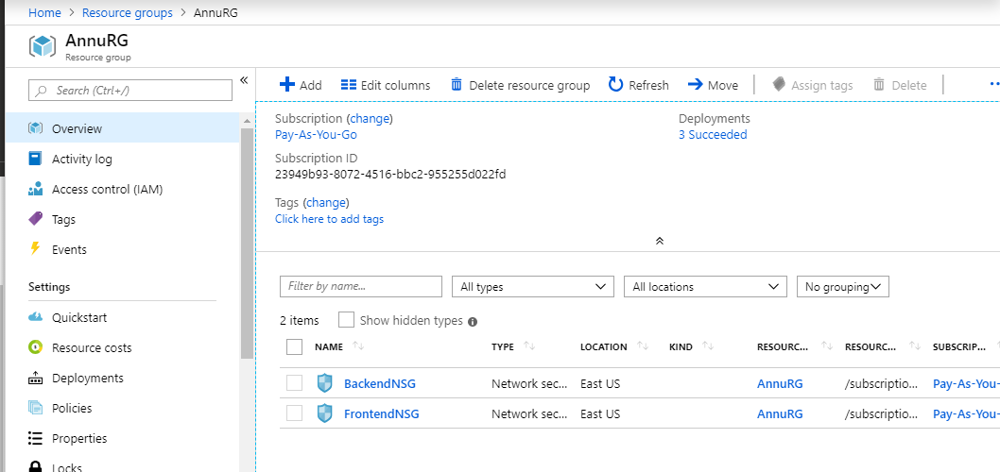 Home > Resource groups > AnnuRG
AnnuRG
Resource group
Search (Ctrl+/)
Overview
Activity log
Access control (IAM)
Tags
Events
Settings
Quickstart
Resource costs
Deployments
Policies
Properties
Locks
Add Edit columns Delete resource group Refresh Move Assign tags Delete
Subscription (change)
Pay-As-You-Go
Deployments
3 Succeeded
Subscription ID
23949b93-8072-4516-bbc2-955255d022fd
Tags (change)
Click here to add tags
Filter by name... All types All locations No grouping
2 items Show hidden types
NAME TYPE LOCATION KIND RESOURC... RESOURC... SUBSCRIP...
BackendNSG Network sec... East US AnnuRG /subscriptio... Pay-As-You-
FrontendNSG Network sec... East US AnnuRG /subscriptio... Pay-As-You-